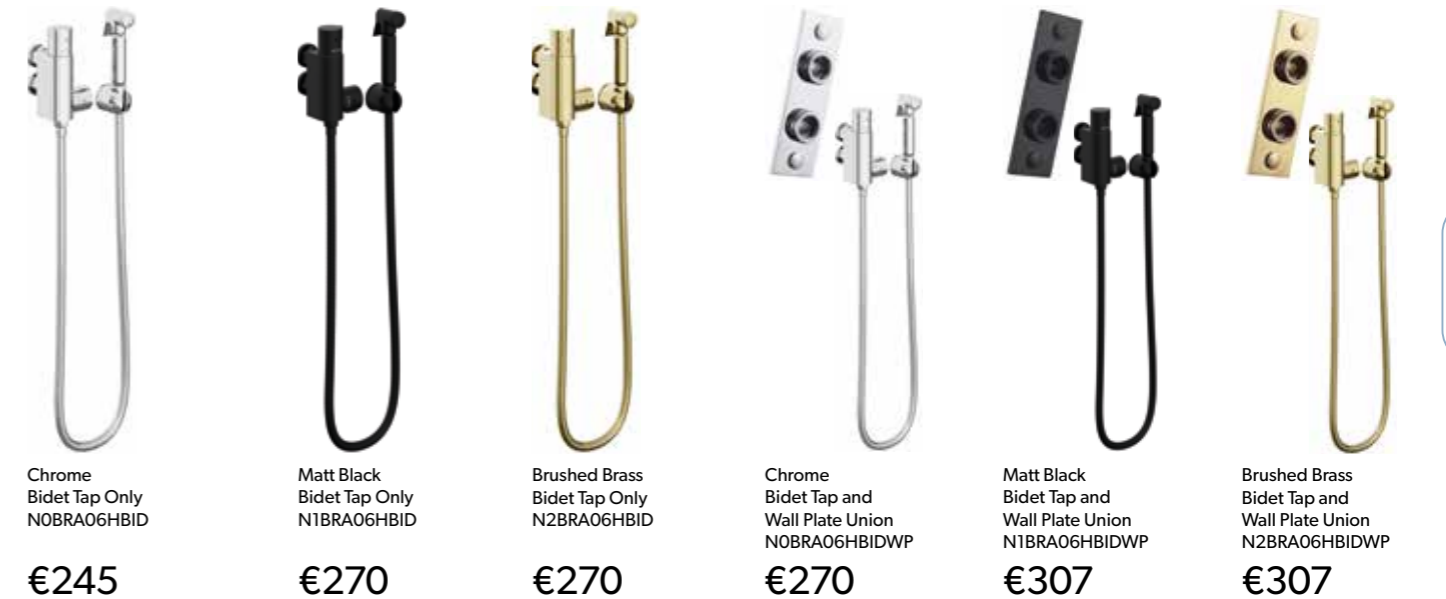 Chrome
Bidet Tap Only
N0BRA06HBID
€245
Matt Black
Bidet Tap Only
N1BRA06HBID
€270
Brushed Brass
Bidet Tap Only
N2BRA06HBID
€270
Chrome
Bidet Tap and
Wall Plate Union
N0BRA06HBIDWP
€270
Matt Black
Bidet Tap and
Wall Plate Union
N1BRA06HBIDWP
€307
Brushed Brass
Bidet Tap and
Wall Plate Union
N2BRA06HBIDWP
€307